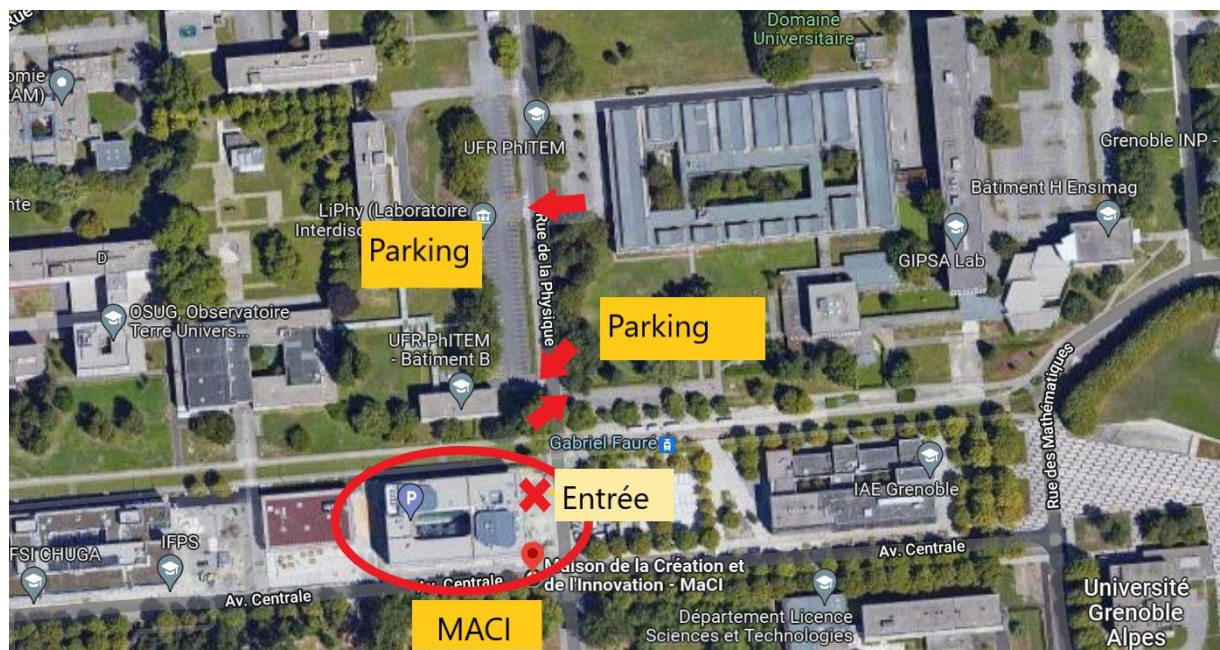 Rue
Domaine
Universitaire
omie
AM)
UFR PhITEM
Grenoble INP -
Bâtiment H Ensimag
nte
LiPhy (Laboratoire
Interdisc
Parking
Rue de la Physique
GIPSA Lab
D
OSUG, Observatoire
Terre Univers...
Parking
UFR PhITEM
- Bâtiment B
Rue des Mathématiques
Gabriel Fauré
P
Entrée
IAE Grenoble
FSI CHUGA
IFPS
Av. Centrale
Av. Centrale
Av. Centrale
Maison de la Création et
de l'Innovation - MaCI
MACI
Département Licence
Sciences et Technologies
Université
Grenoble
Alpes